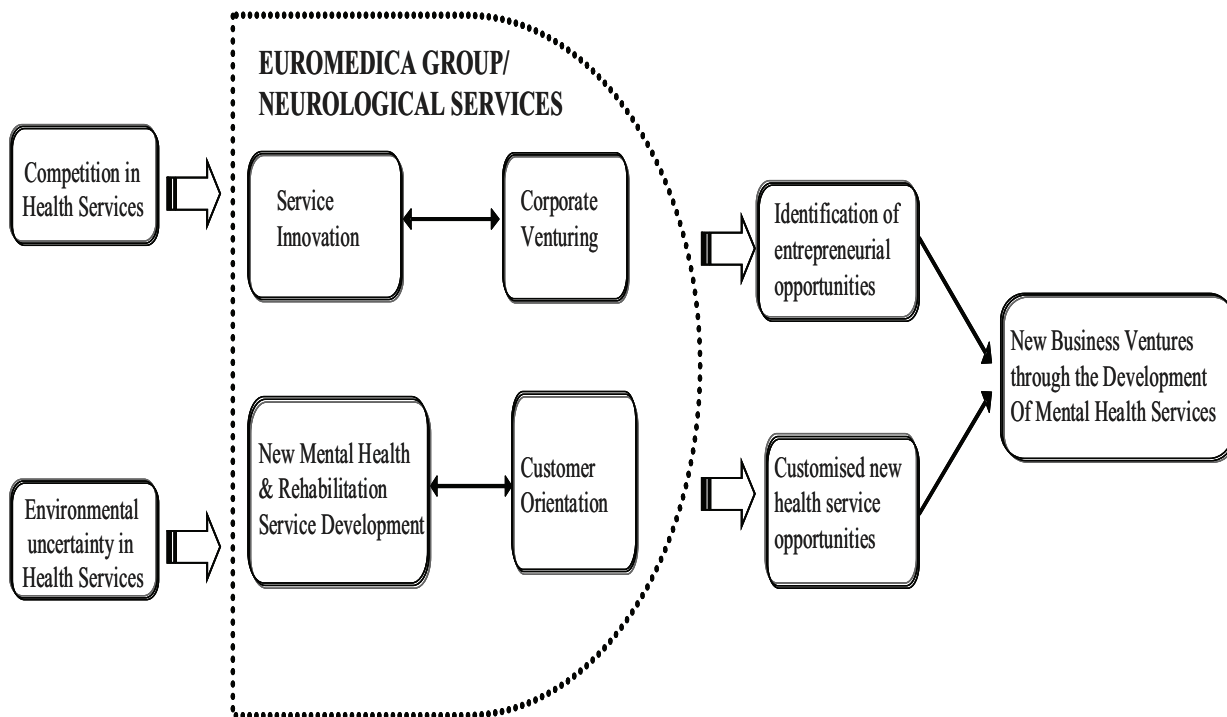 EUROMEDICA GROUP/
NEUROLOGICAL SERVICES
Competition in
Health Services
Service
Innovation
Corporate
Venturing
Identification of
entrepreneurial
opportunities
New Business Ventures
through the Development
Of Mental Health Services
Environmental
uncertainty in
Health Services
New Mental Health
& Rehabilitation
Service Development
Customer
Orientation
Customised new
health service
opportunities